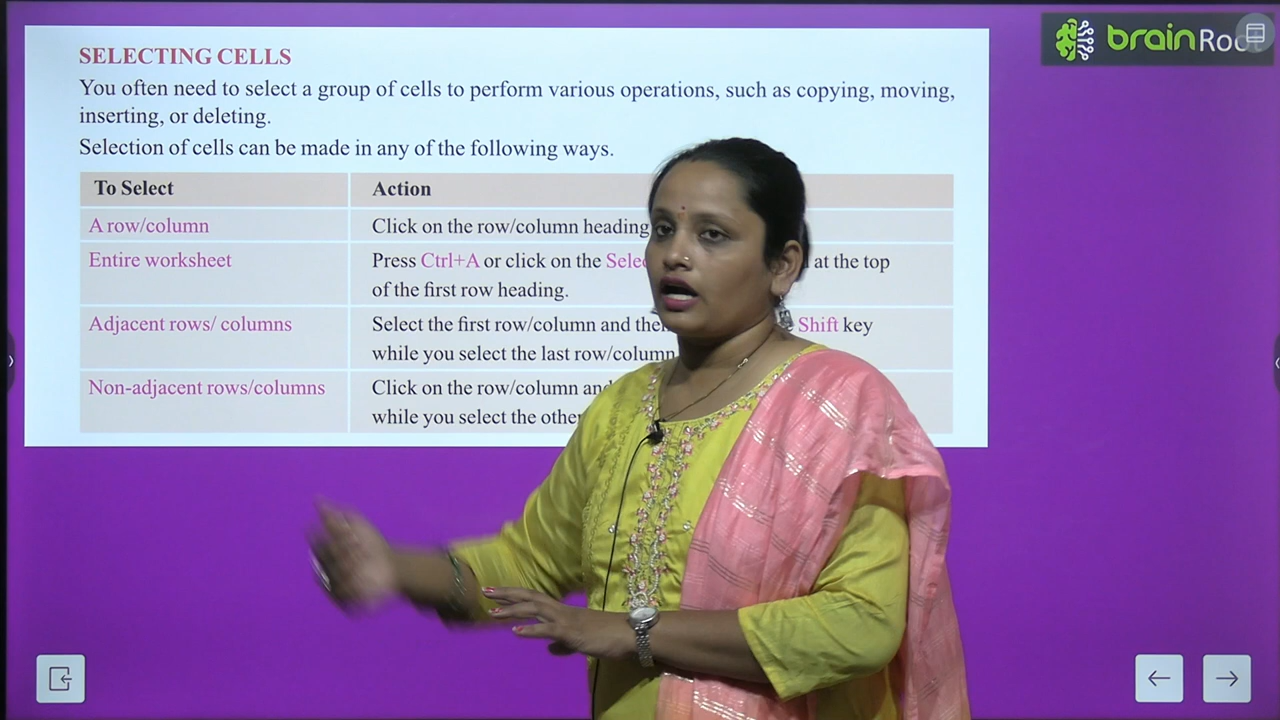 brainRoot
SELECTING CELLS
You often need to select a group of cells to perform various operations, such as copying, moving,
inserting, or deleting.
Selection of cells can be made in any of the following ways.
To Select Action
A row/column Click on the row/column heading
Entire worksheet Press Ctrl+A or click on the at the top
of the first row heading.
Adjacent rows/ columns Select the first row/column and Shift key
while you select the last row/column
Non-adjacent rows/columns Click on the row/column
while you select the